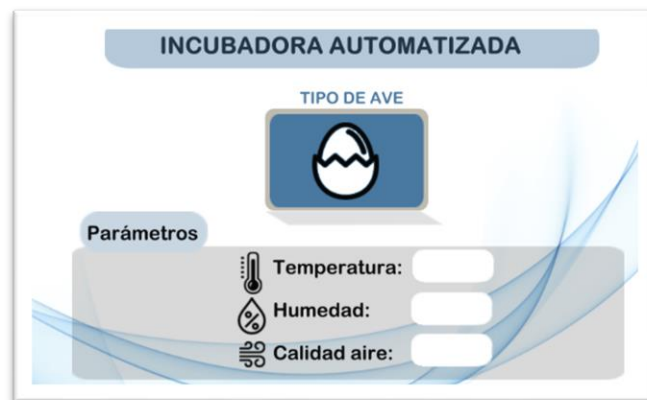 INCUBADORA AUTOMATIZADA
TIPO DE AVE
Parámetros
Temperatura:
% Humedad:
Calidad aire: